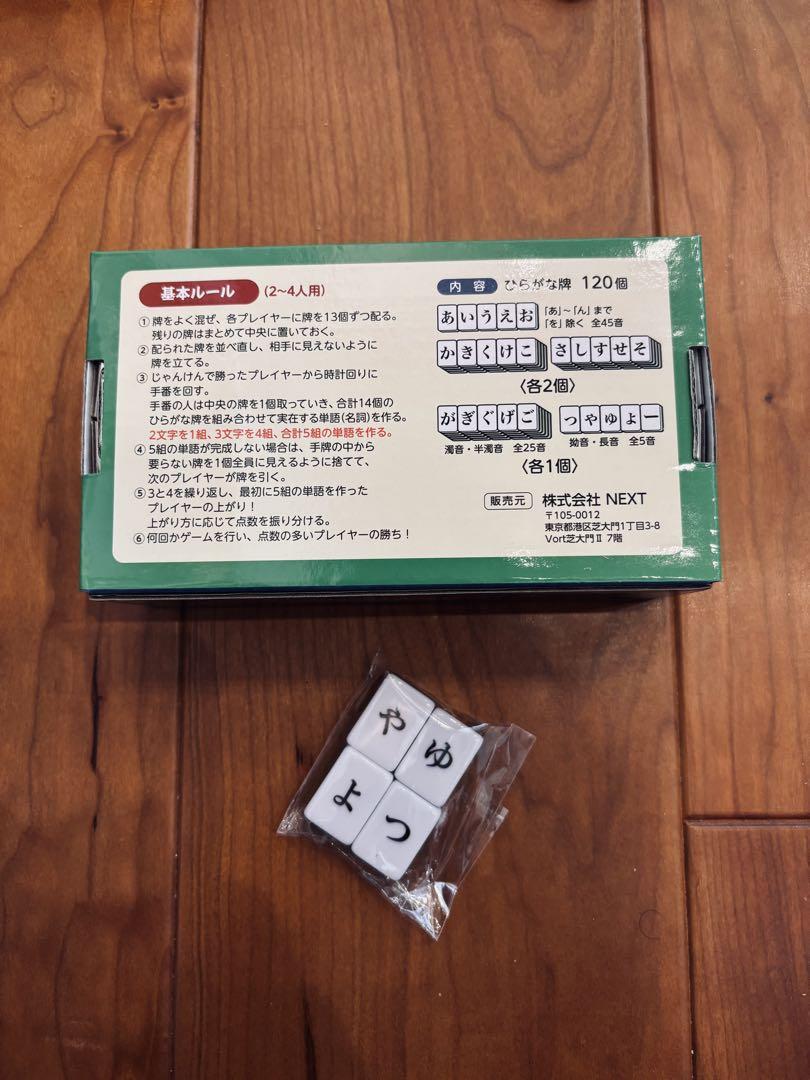 基本ルール (2〜4人用)
① 牌をよく混ぜ、各プレイヤーに牌を13個ずつ配る。
残りの牌はまとめて中央に置いておく。
② 配られた牌を並べ直し、相手に見えないように
牌を立てる。
③ じゃんけんで勝ったプレイヤーから時計回りに
手番を回す。
手番の人は中央の牌を1個取っていき、合計14個の
ひらがな牌を組み合わせて実在する単語(名詞)を作る。
2文字を1組、3文字を4組、合計5組の単語を作る。
④ 5組の単語が完成しない場合は、手牌の中から
要らない牌を1個全員に見えるように捨てて、
次のプレイヤーが牌を引く。
⑤ 3と4を繰り返し、最初に5組の単語を作った
プレイヤーの上がり!
上がり方に応じて点数を振り分ける。
⑥ 何回かゲームを行い、点数の多いプレイヤーの勝ち!
内 容 ひらがな牌 120個
あいうえお
「あ」〜「ん」まで
「を」除く 全45音
かきくけこ さしすせそ
〈各2個〉
がぎぐげご つやゆよー
濁音・半濁音 全25音 拗音・長音 全5音
〈各1個〉
販売元 株式会社 NEXT
〒105-0012
東京都港区芝大門1丁目3-8
Vort芝大門Ⅱ 7階
や
ゆ
よ
つ